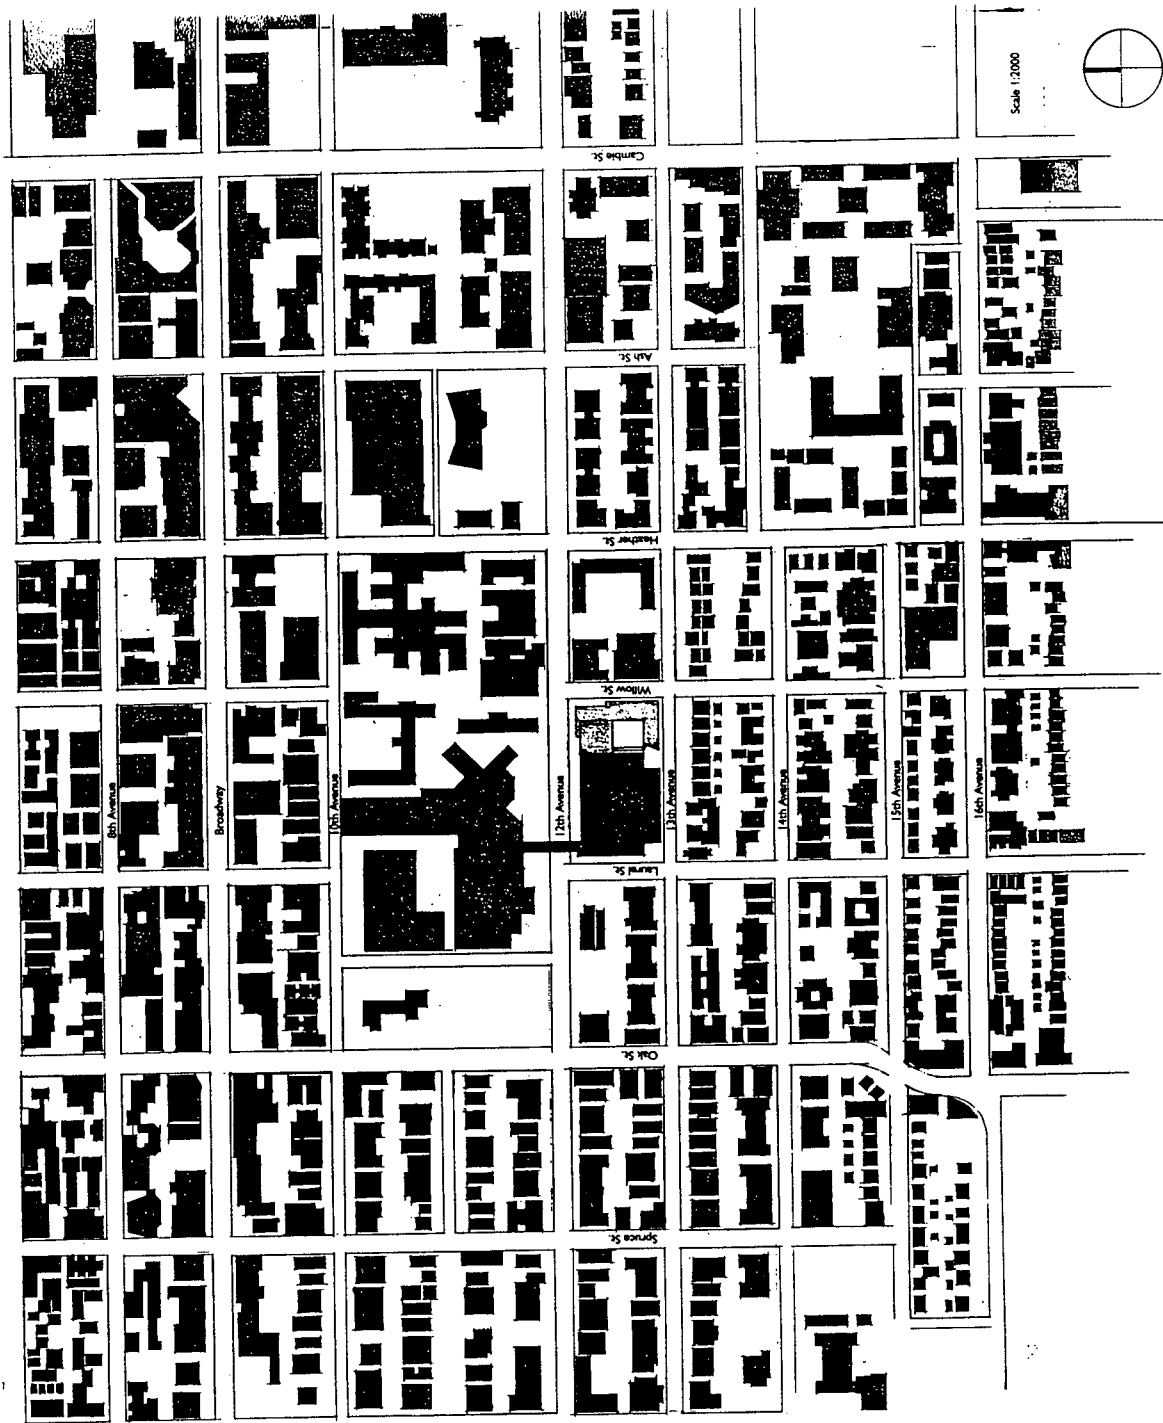 Scale 1:2000
Cambie St.
Ash St.
Heather St.
Willow St.
8th Avenue
Broadway
10th Avenue
12th Avenue
13th Avenue
14th Avenue
15th Avenue
16th Avenue
Laurel St.
Oak St.
Spruce St.